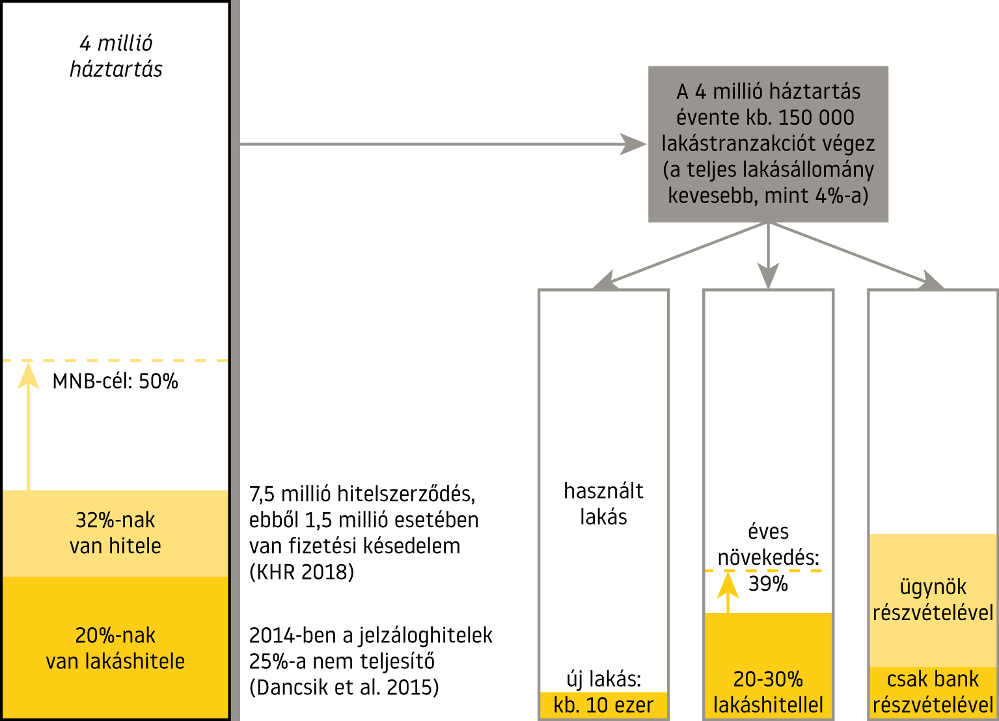 4 millió
háztartás
MNB-cél: 50%
32%-nak
van hitele
20%-nak
van lakáshitele
7,5 millió hitelszerződés,
ebből 1,5 millió esetében
van fizetési késedelem
(KHR 2018)
2014-ben a jelzáloghitelek
25%-a nem teljesítő
(Dancsik et al. 2015)
A 4 millió háztartás
évente kb. 150 000
lakástranzakciót végez
(a teljes lakásállomány
kevesebb, mint 4%-a)
használt
lakás
új lakás:
kb. 10 ezer
éves
növekedés:
39%
20-30%
lakáshitellel
ügynök
részvételével
csak bank
részvételével